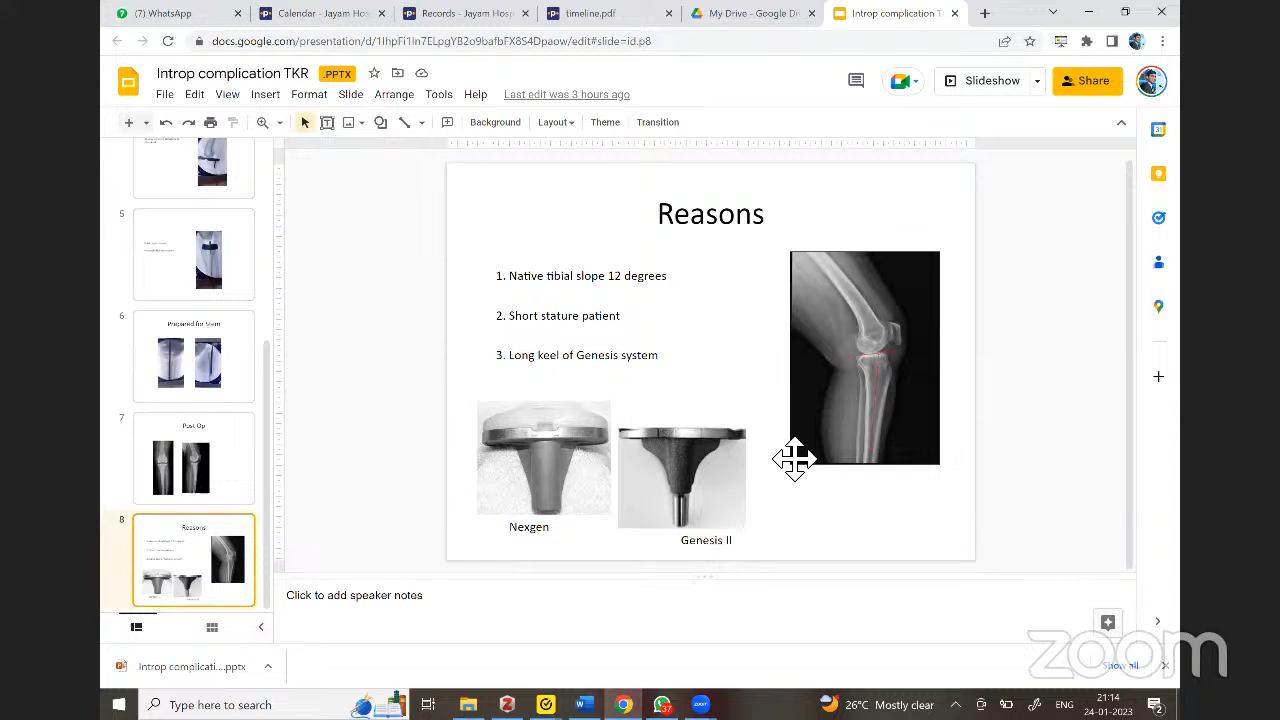 (7) WhatsApp
Calendar - Jayam Hospi
Records - Jayam Hosp
timeline.pdf
My Drive - Google Dr
Introp complication T
docs.google.com/presentation/d/1IhpFi1In7ELpgYB2o9bafbFX8S4Dpaow/edit#slide=id.p8
Introp complication TKR
.PPTX
File Edit View Insert Format Slide Arrange Tools Help Last edit was 3 hours ago
Slideshow
Share
Background Layout Theme Transition
5
6
Prepared for Stem
7
Post Op
8
Reasons
Reasons
1. Native tibial slope 12 degrees
2. Short stature patient
3. Long keel of Genesis system
Nexgen
Genesis II
Click to add speaker notes
Introp complicati....pptx
Show all
zoom
Type here to search
37
zoom
26°C Mostly clear
ENG
21:14
24-01-2023
2